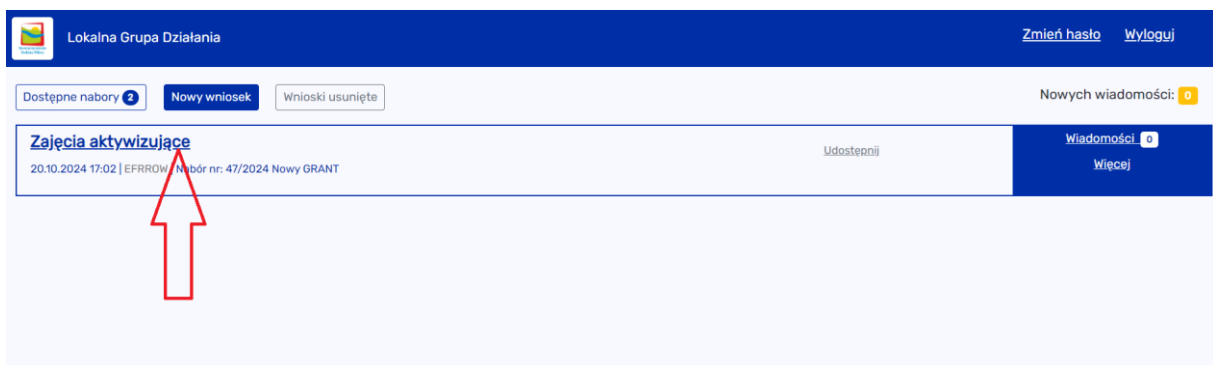 Lokalna Grupa Działania
Zmień hasło Wyloguj
Dostępne nabory 2 Nowy wniosek Wnioski usunięte Nowych wiadomości: 0
Zajęcia aktywizujące
Udostępnij
Wiadomości 0
20.10.2024 17:02 | EFRROW | Nabór nr: 47/2024 Nowy GRANT
Więcej